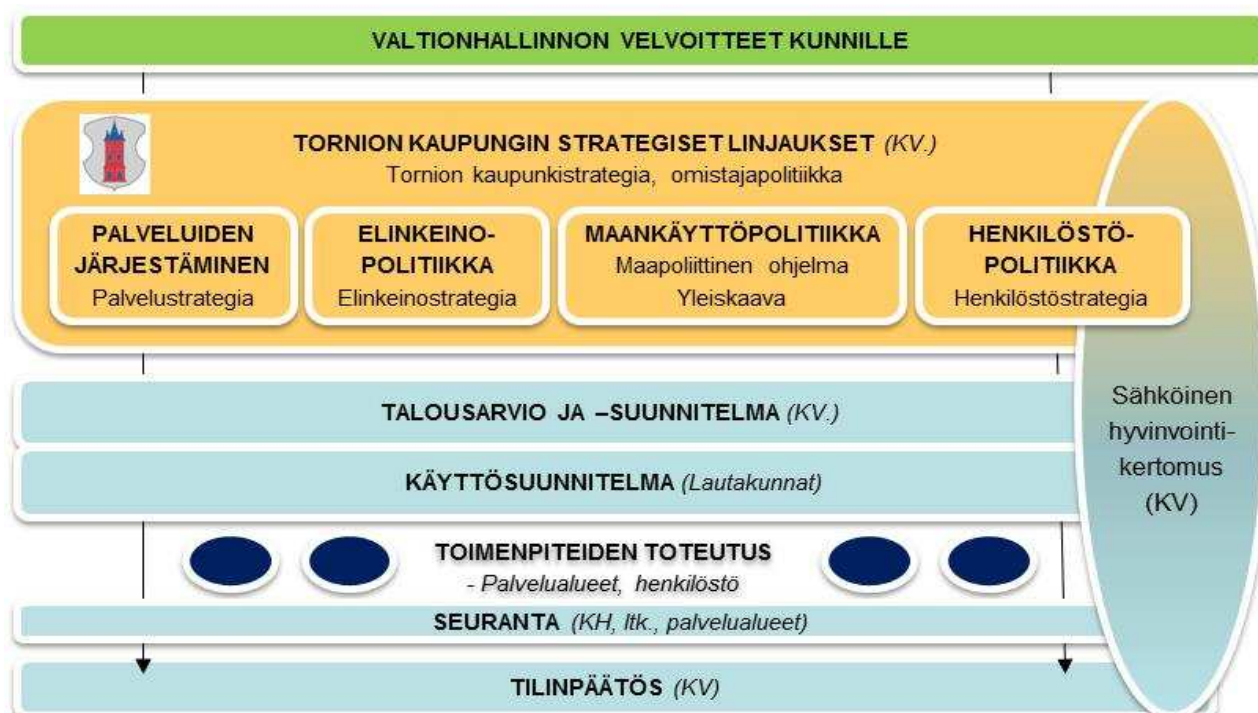 VALTIONHALLINNON VELVOITTEET KUNNILLE
TORNION KAUPUNGIN STRATEGISET LINJAUKSET (KV.)
Tornion kaupunkistrategia, omistajapolitiikka
PALVELUIDEN
JÄRJESTÄMINEN
Palvelustrategia
ELINKEINO-
POLITIIKKA
Elinkeinostrategia
MAANKÄYTTÖPOLITIIKKA
Maapoliittinen ohjelma
Yleiskaava
HENKILÖSTÖ-
POLITIIKKA
Henkilöstöstrategia
TALOUSARVIO JA –SUUNNITELMA (KV.)
KÄYTTÖSUUNNITELMA (Lautakunnat)
Sähköinen
hyvinvointi-
kertomus
(KV)
TOIMENPITEIDEN TOTEUTUS
- Palvelualueet, henkilöstö
SEURANTA (KH, ltk., palvelualueet)
TILINPÄÄTÖS (KV)